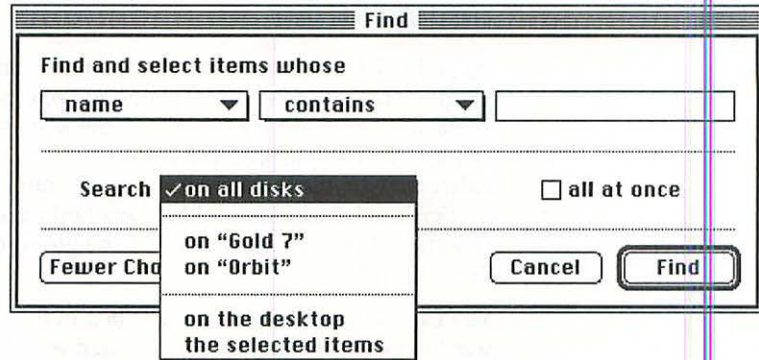 Find
Find and select items whose
name contains
Search ✓on all disks all at once
on “Gold 7”
on “Orbit”
Fewer Cho Cancel Find
on the desktop
the selected items